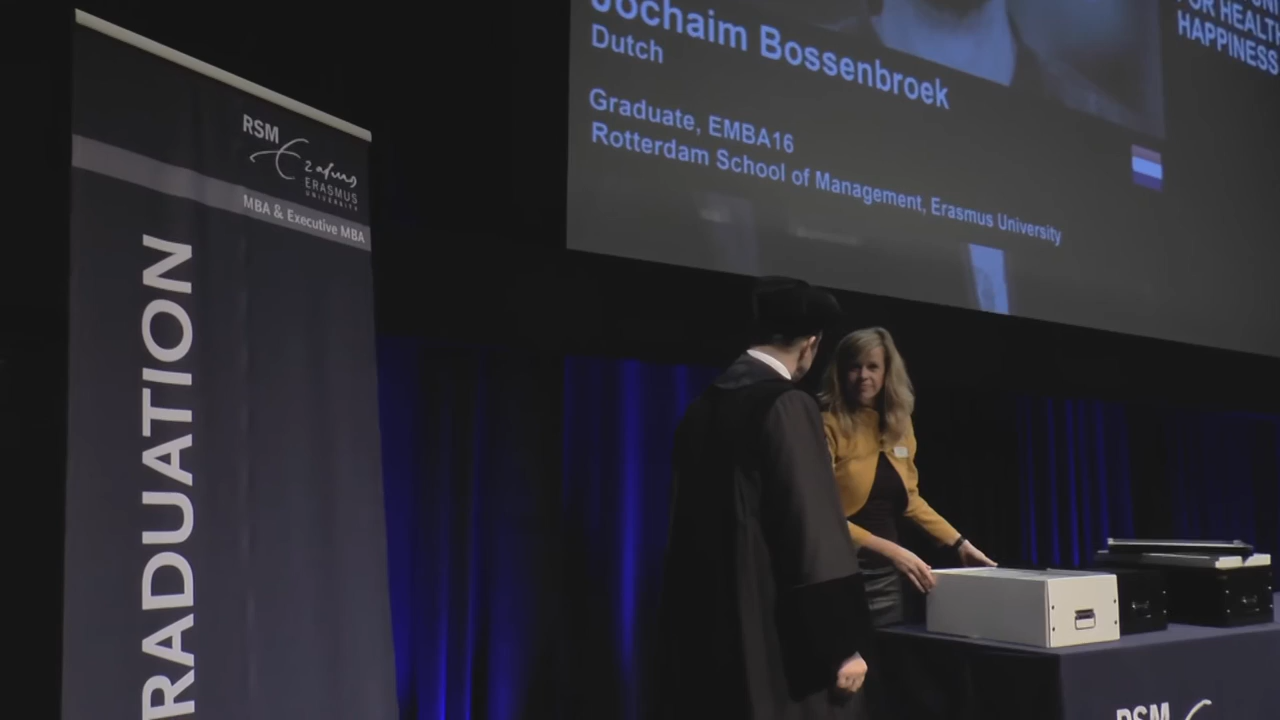 RSM
Erafmg
ERASMUS
UNIVERSITY
MBA & Executive MBA
RADUATION
Jochaim Bossenbroek
Dutch
Graduate, EMBA16
Rotterdam School of Management, Erasmus University
FOR HEALTH
HAPPINESS
RSM